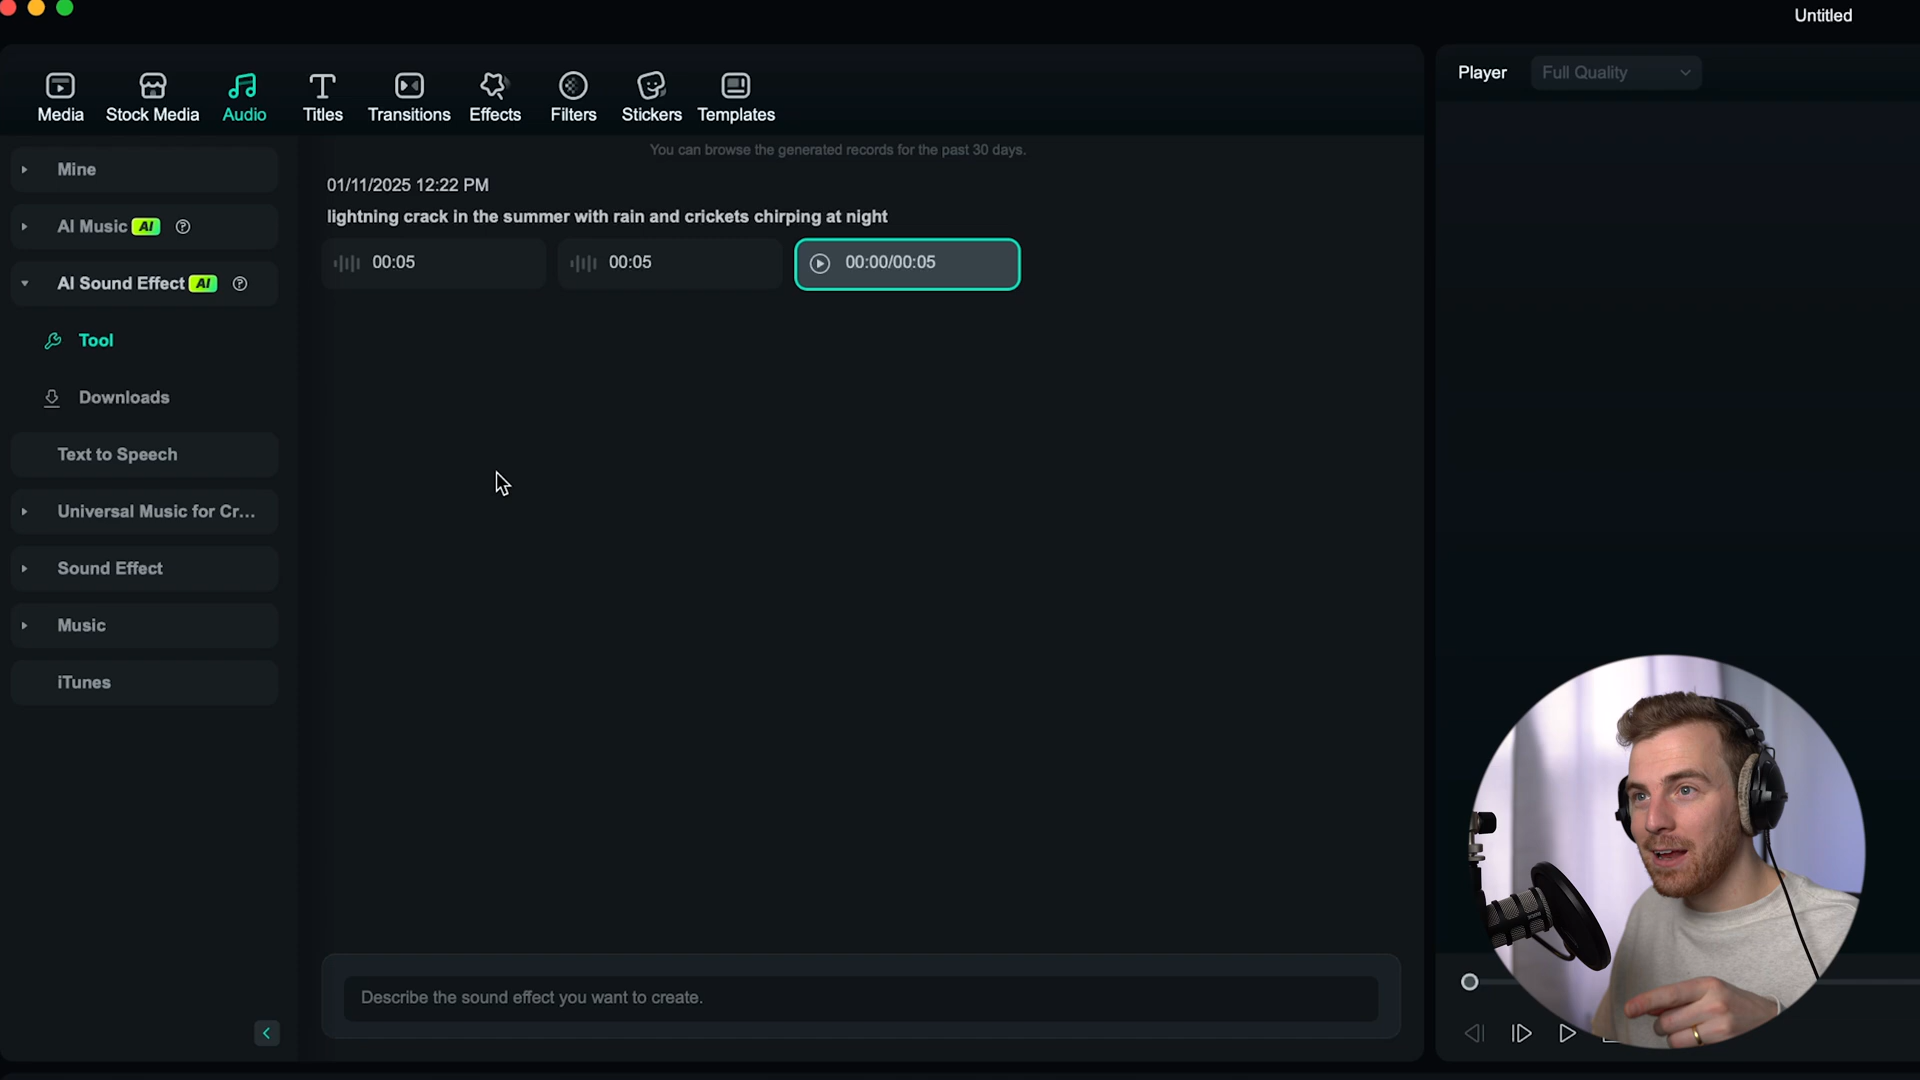 Untitled
Media
Stock Media
Audio
Titles
Transitions
Effects
Filters
Stickers
Templates
Player
Full Quality
Mine
AI Music AI
AI Sound Effect AI
Tool
Downloads
Text to Speech
Universal Music for Cr...
Sound Effect
Music
iTunes
You can browse the generated records for the past 30 days.
01/11/2025 12:22 PM
lightning crack in the summer with rain and crickets chirping at night
00:05
00:05
00:00/00:05
Describe the sound effect you want to create.